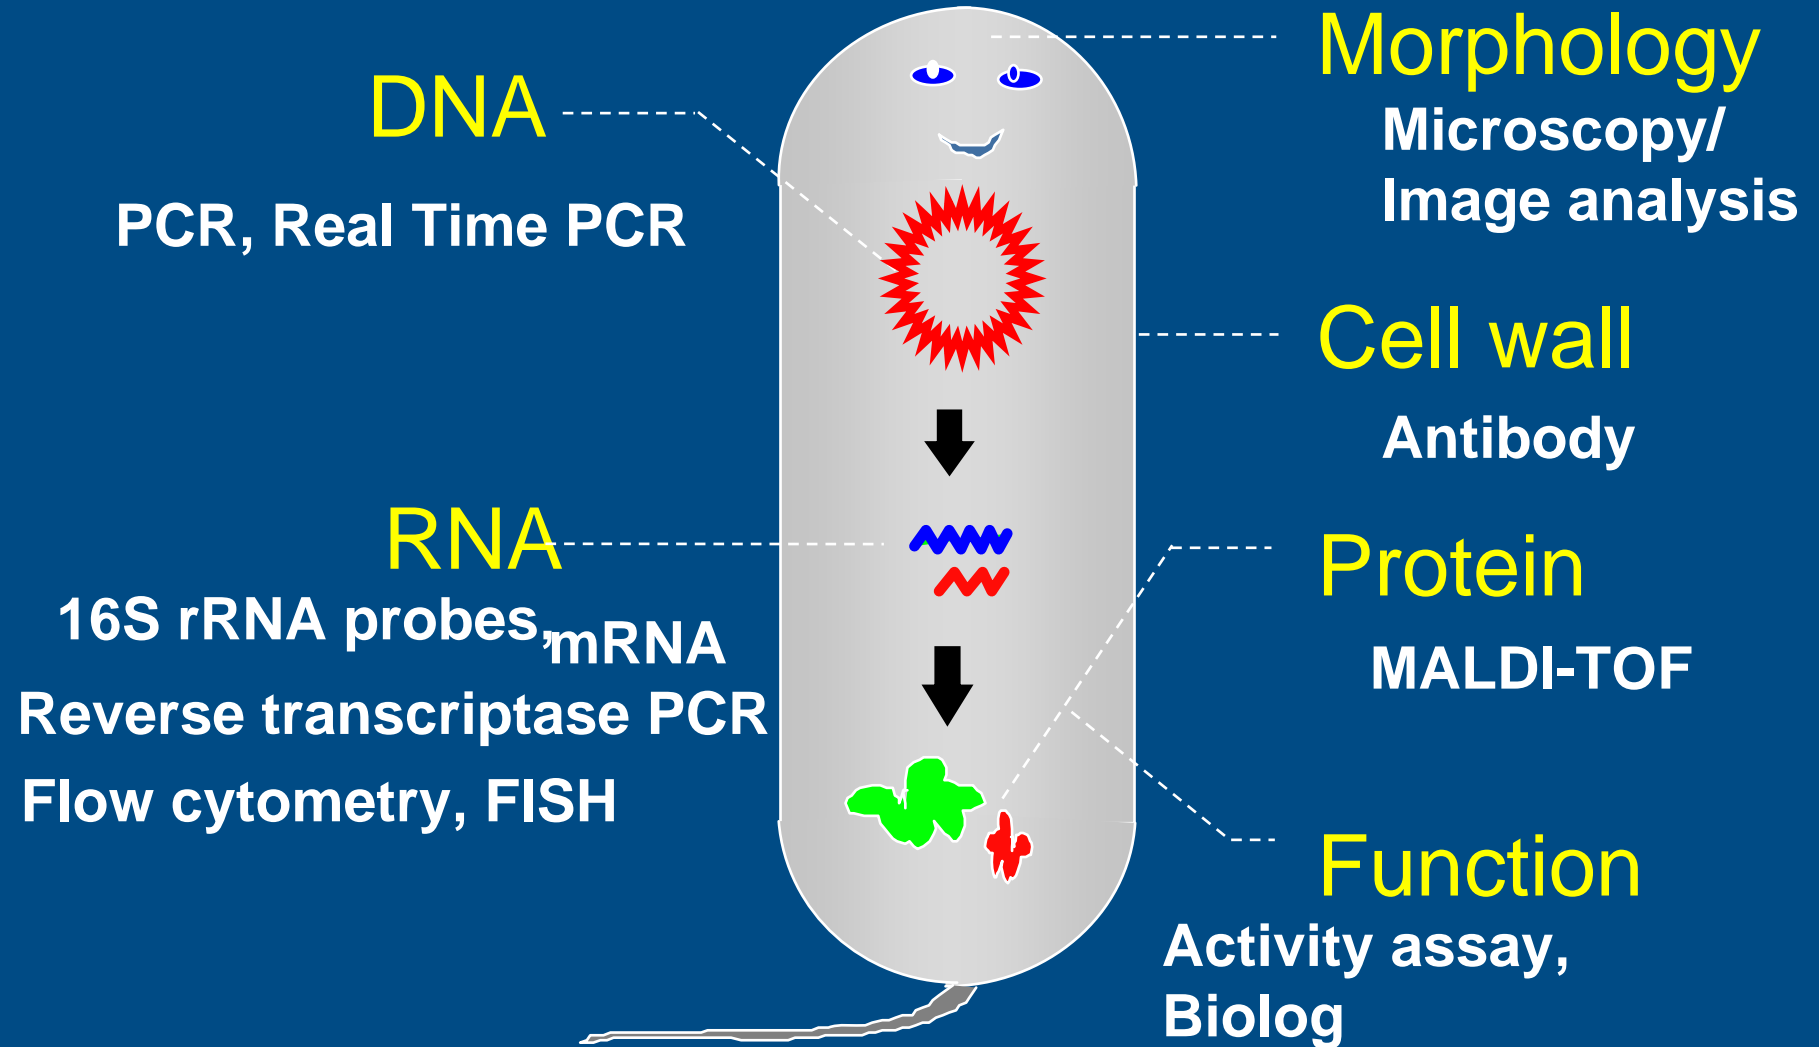 DNA
PCR, Real Time PCR
RNA
16S rRNA probes, mRNA
Reverse transcriptase PCR
Flow cytometry, FISH
Morphology
Microscopy/
Image analysis
Cell wall
Antibody
Protein
MALDI-TOF
Function
Activity assay,
Biolog